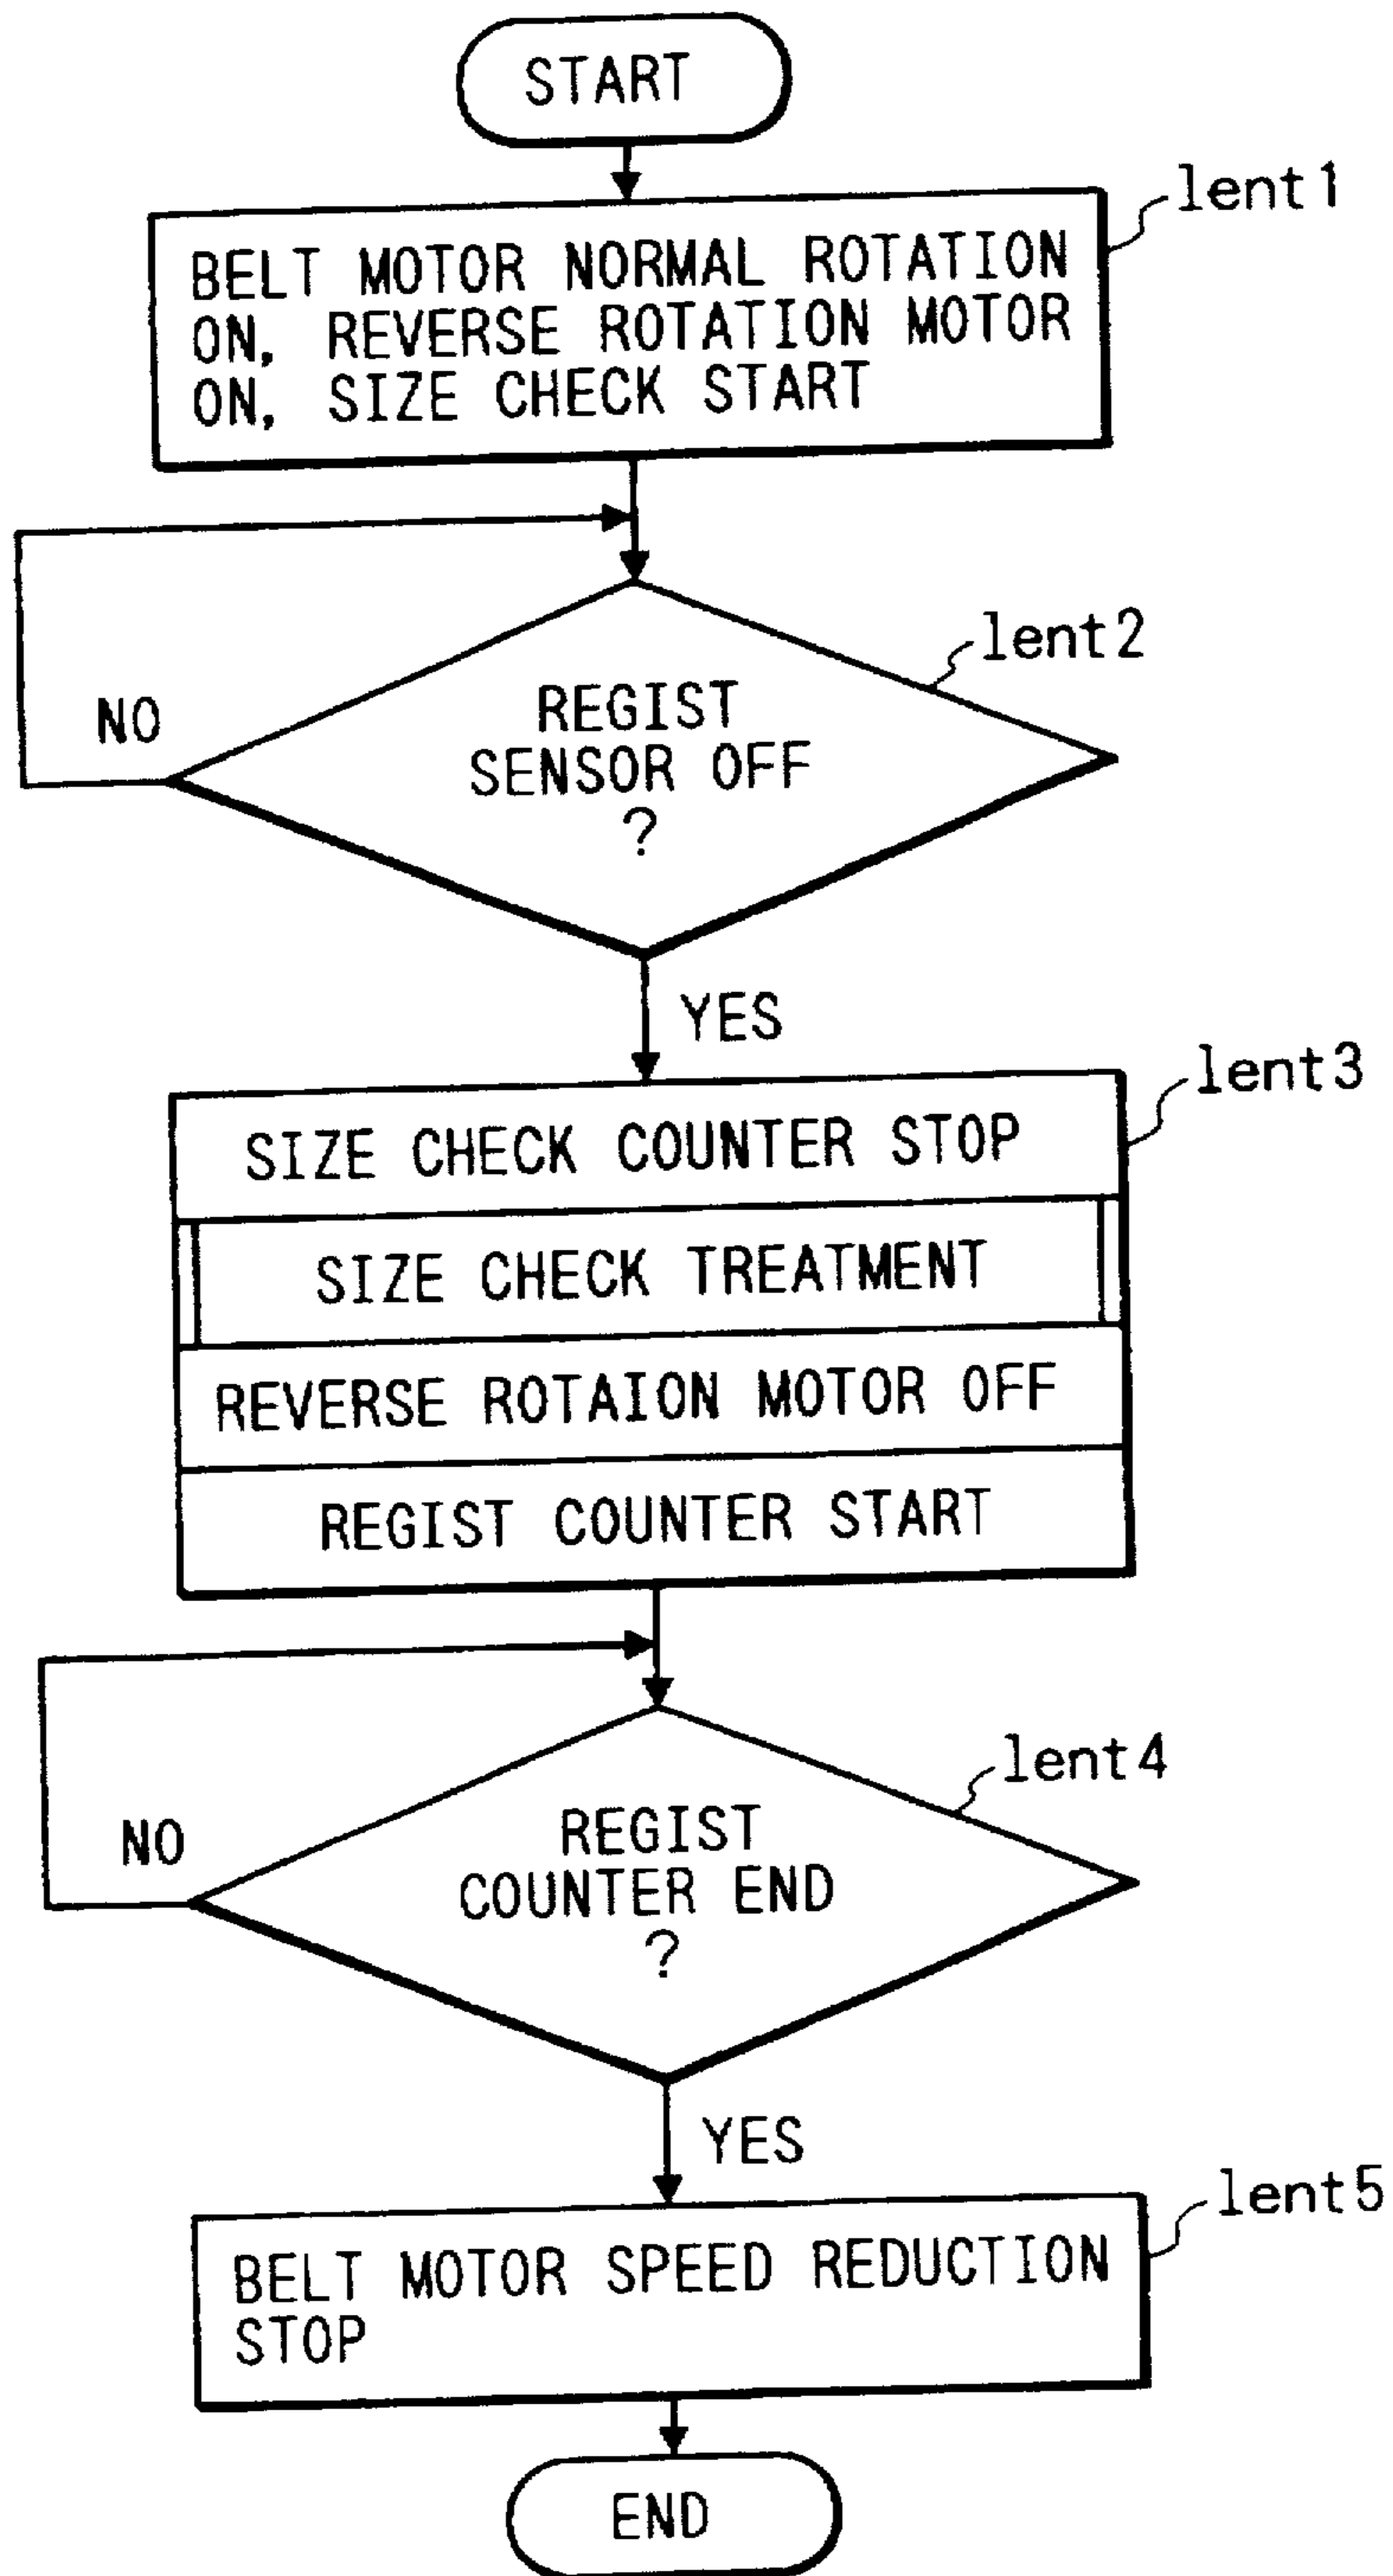 START
lent1
BELT MOTOR NORMAL ROTATION
ON, REVERSE ROTATION MOTOR
ON, SIZE CHECK START
lent2
REGIST
SENSOR OFF
?
NO
YES
lent3
SIZE CHECK COUNTER STOP
SIZE CHECK TREATMENT
REVERSE ROTAION MOTOR OFF
REGIST COUNTER START
lent4
REGIST
COUNTER END
?
NO
YES
lent5
BELT MOTOR SPEED REDUCTION
STOP
END